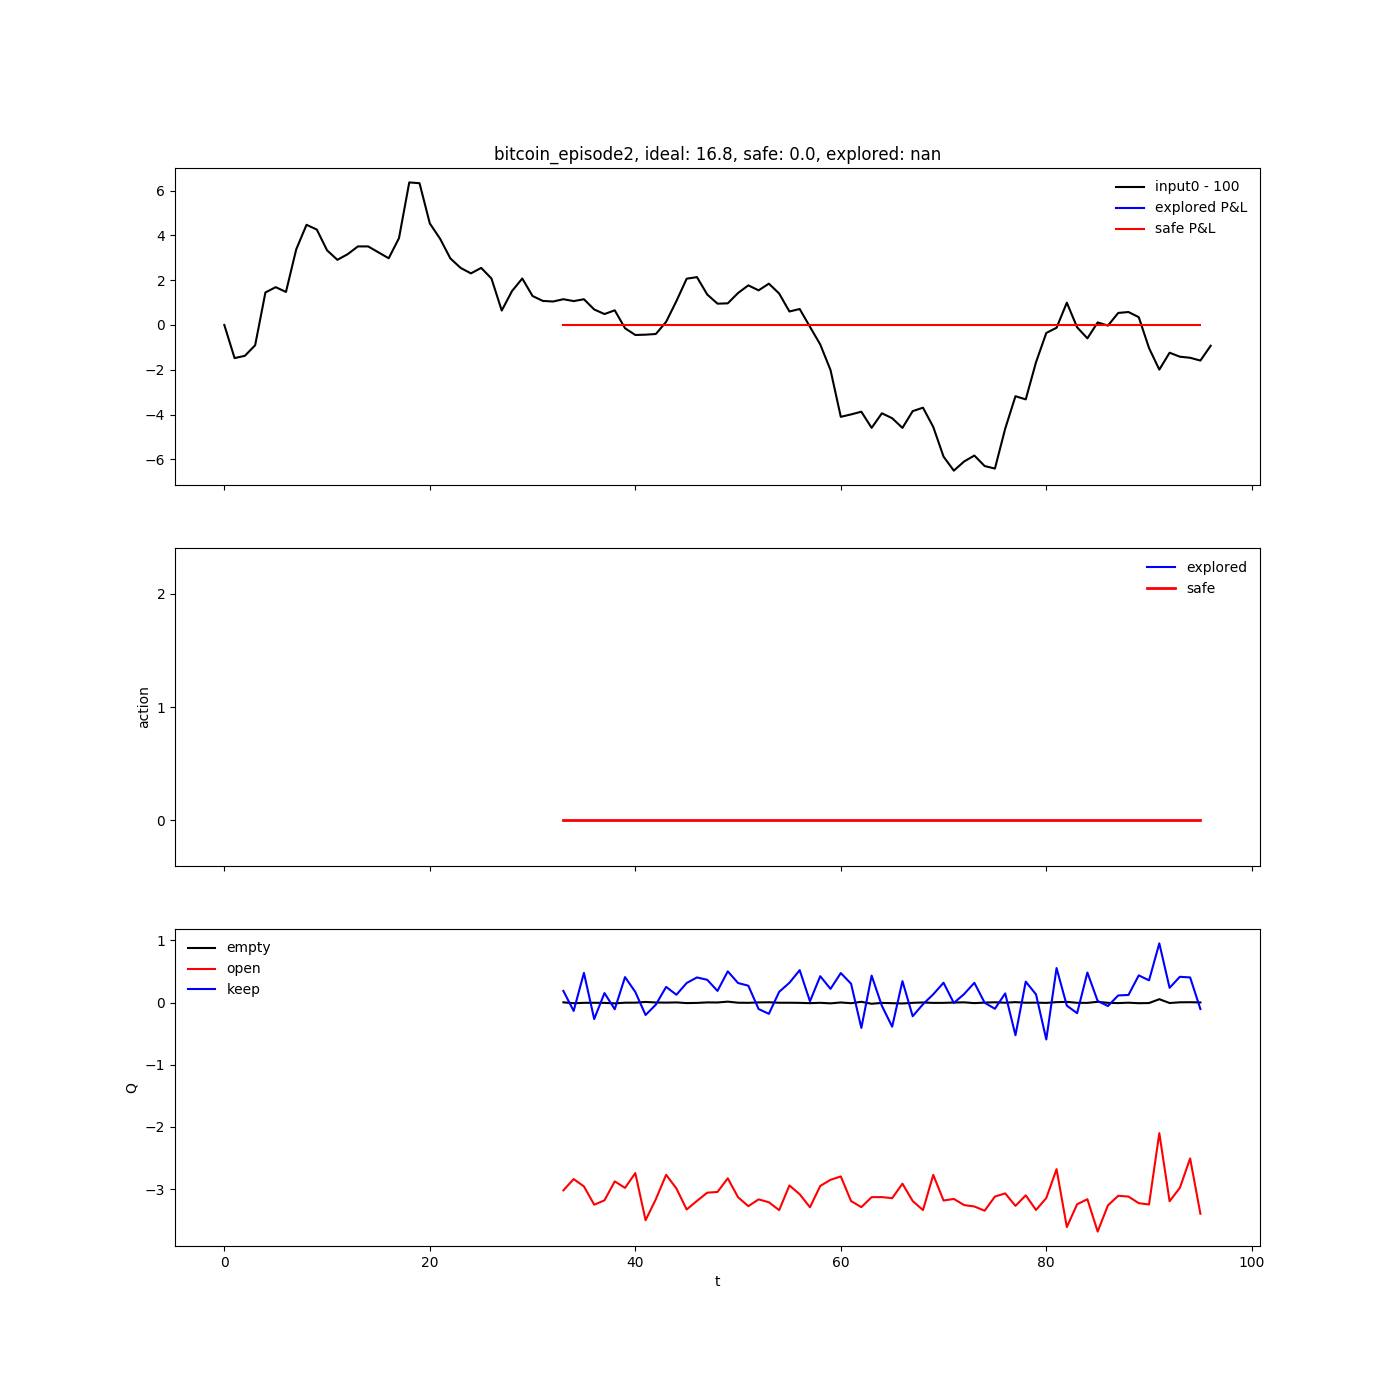 bitcoin_episode2, ideal: 16.8, safe: 0.0, explored: nan
6
4
2
0
−2
−4
−6
input0 - 100
explored P&L
safe P&L
2
1
0
action
explored
safe
1
0
−1
−2
−3
Q
empty
open
keep
0
20
40
60
80
100
t